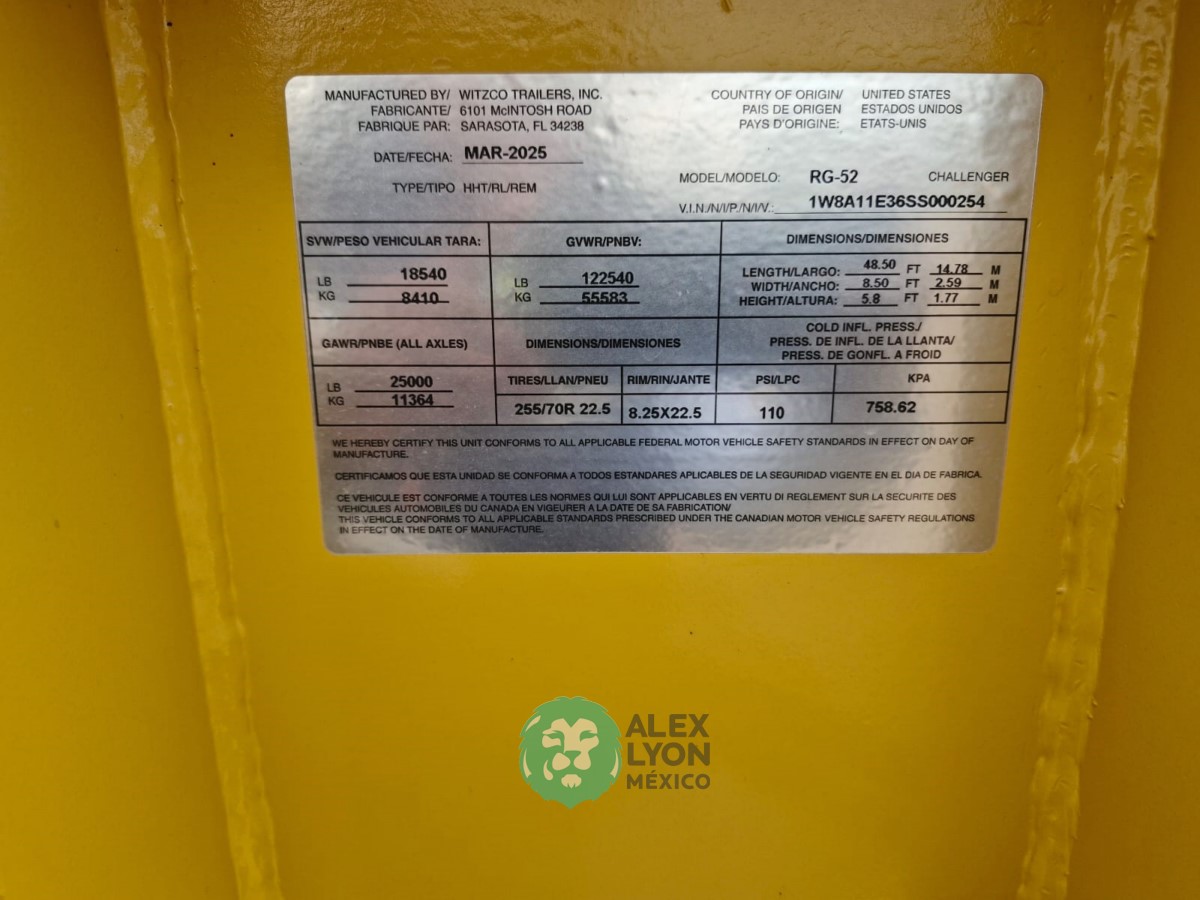 MANUFACTURED BY/ WITZCO TRAILERS, INC.
FABRICANTE/ 6101 McINTOSH ROAD
FABRIQUE PAR: SARASOTA, FL 34238
COUNTRY OF ORIGIN/ UNITED STATES
PAIS DE ORIGEN ESTADOS UNIDOS
PAYS D'ORIGINE: ETATS-UNIS
DATE/FECHA: MAR-2025
TYPE/TIPO HHT/RL/REM
MODEL/MODELO: RG-52 CHALLENGER
V.I.N./N/I/P./N/I/V.: 1W8A11E36SS000254
SVW/PESO VEHICULAR TARA: GVWR/PNBV: DIMENSIONS/DIMENSIONES
LB 18540
KG 8410
LB 122540
KG 55583
LENGTH/LARGO: 48.50 FT 14.78 M
WIDTH/ANCHO: 8.50 FT 2.59 M
HEIGHT/ALTURA: 5.8 FT 1.77 M
GAWR/PNBE (ALL AXLES) DIMENSIONS/DIMENSIONES
COLD INFL. PRESS./
PRESS. DE INFL. DE LA LLANTA/
PRESS. DE GONFL. A FROID
LB 25000
KG 11364
TIRES/LLAN/PNEU RIM/RIN/JANTE PSI/LPC KPA
255/70R 22.5 8.25X22.5 110 758.62
WE HEREBY CERTIFY THIS UNIT CONFORMS TO ALL APPLICABLE FEDERAL MOTOR VEHICLE SAFETY STANDARDS IN EFFECT ON DAY OF
MANUFACTURE.
CERTIFICAMOS QUE ESTA UNIDAD SE CONFORMA A TODOS ESTANDARES APLICABLES DE LA SEGURIDAD VIGENTE EN EL DIA DE FABRICA.
CE VEHICULE EST CONFORME A TOUTES LES NORMES QUI LUI SONT APPLICABLES EN VERTU DI REGLEMENT SUR LA SECURITE DES
VEHICULES AUTOMOBILES DU CANADA EN VIGEURER A LA DATE DE SA FABRICATION/
THIS VEHICLE CONFORMS TO ALL APPLICABLE STANDARDS PRESCRIBED UNDER THE CANADIAN MOTOR VEHICLE SAFETY REGULATIONS
IN EFFECT ON THE DATE OF MANUFACTURE.
ALEX
LYON
MÉXICO